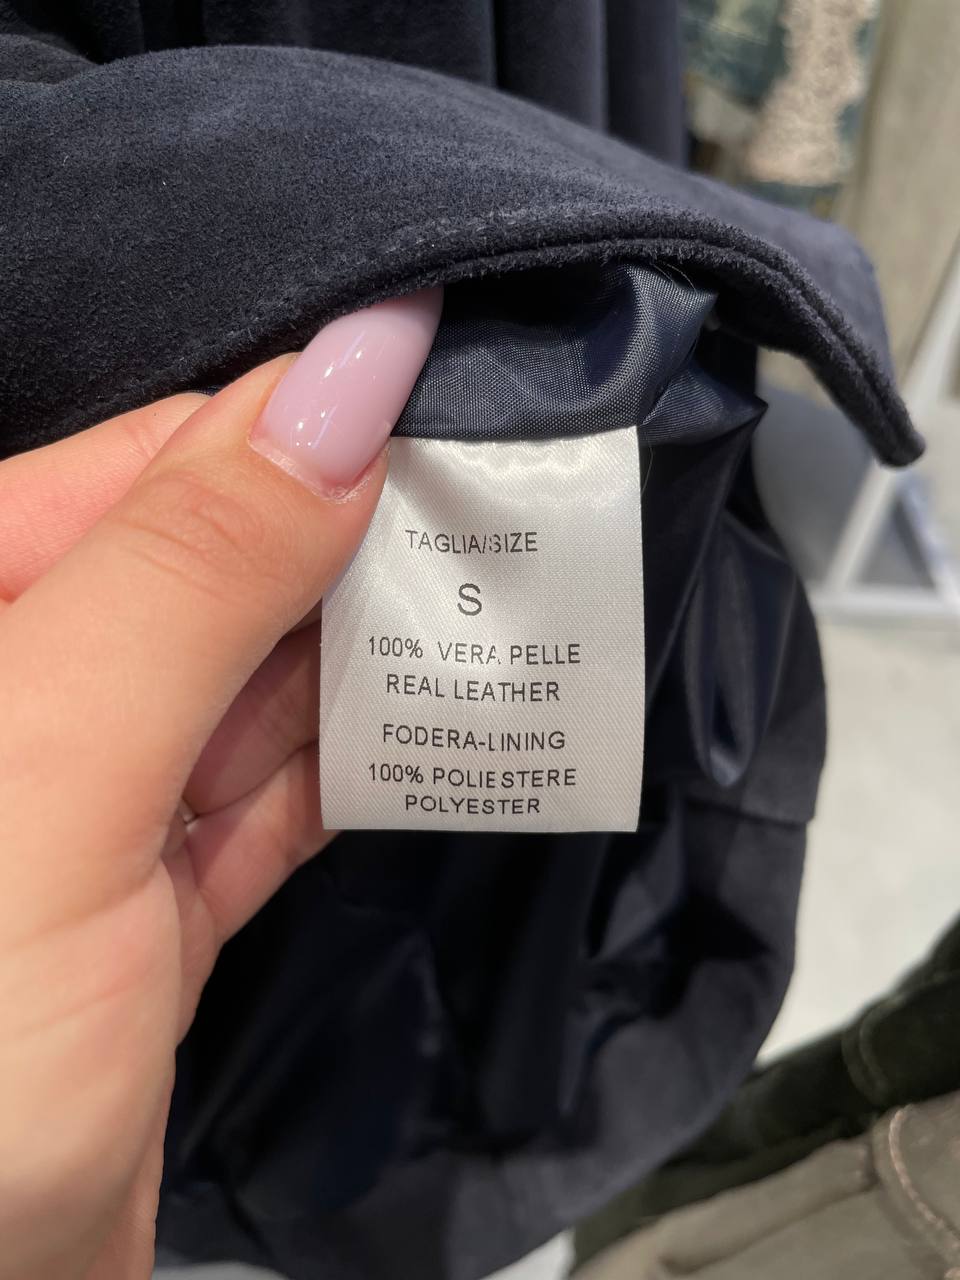 TAGLIA/SIZE
S
100% VERA PELLE
REAL LEATHER
FODERA-LINING
100% POLIESTERE
POLYESTER